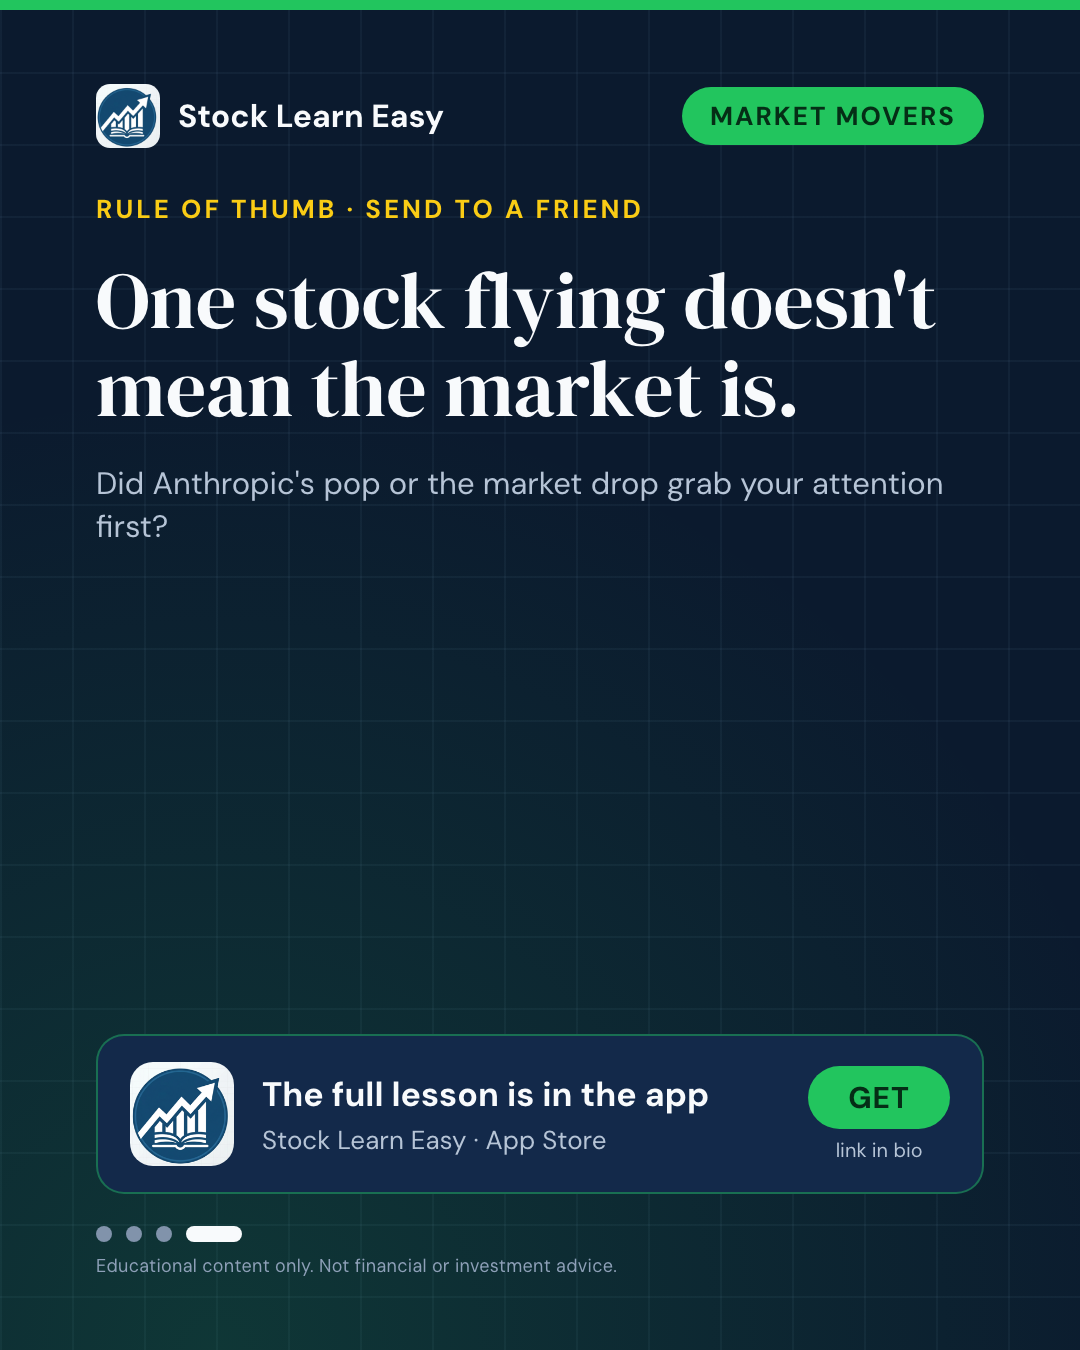 Stock Learn Easy
MARKET MOVERS
RULE OF THUMB · SEND TO A FRIEND
One stock flying doesn't
mean the market is.
Did Anthropic's pop or the market drop grab your attention
first?
The full lesson is in the app
Stock Learn Easy · App Store
GET
link in bio
Educational content only. Not financial or investment advice.